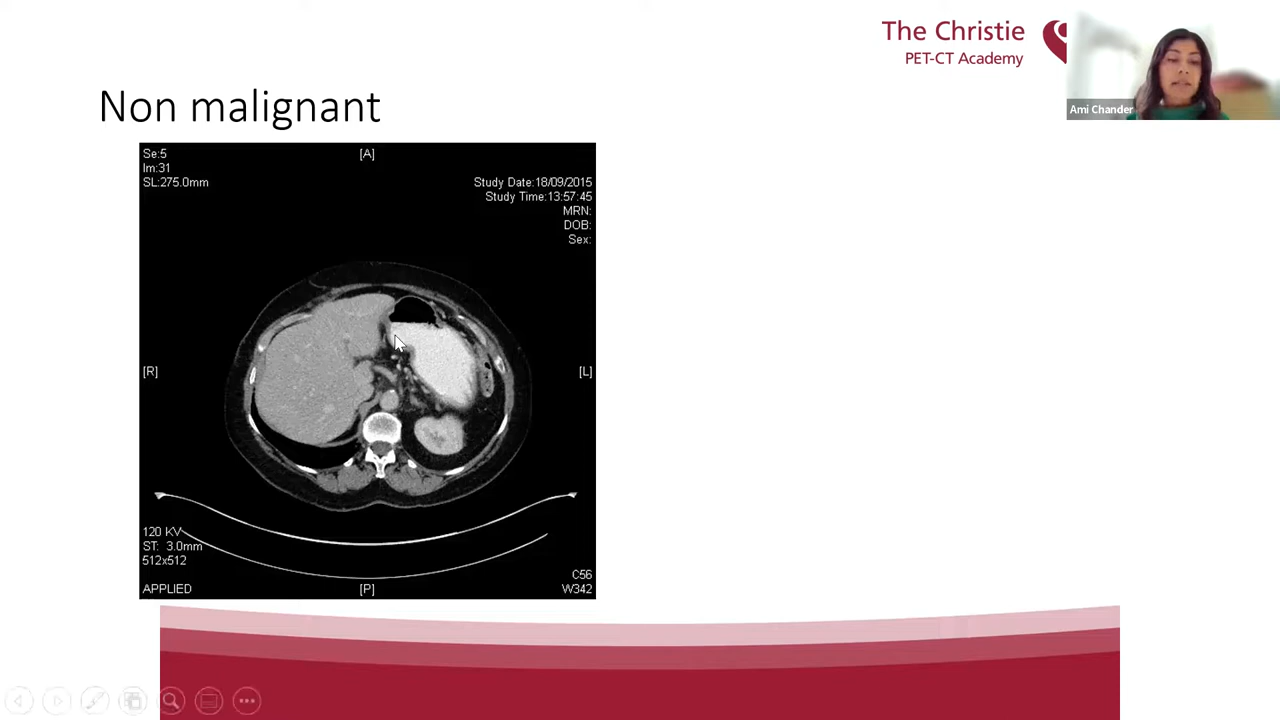 The Christie
PET-CT Academy
Ami Chander
Non malignant
Se:5
Im:31
SL:275.0mm
[A]
Study Date:18/09/2015
Study Time:13:57:45
MRN:
DOB:
Sex:
[R]
[L]
120 KV
ST: 3.0mm
512x512
APPLIED
[P]
C56
W342